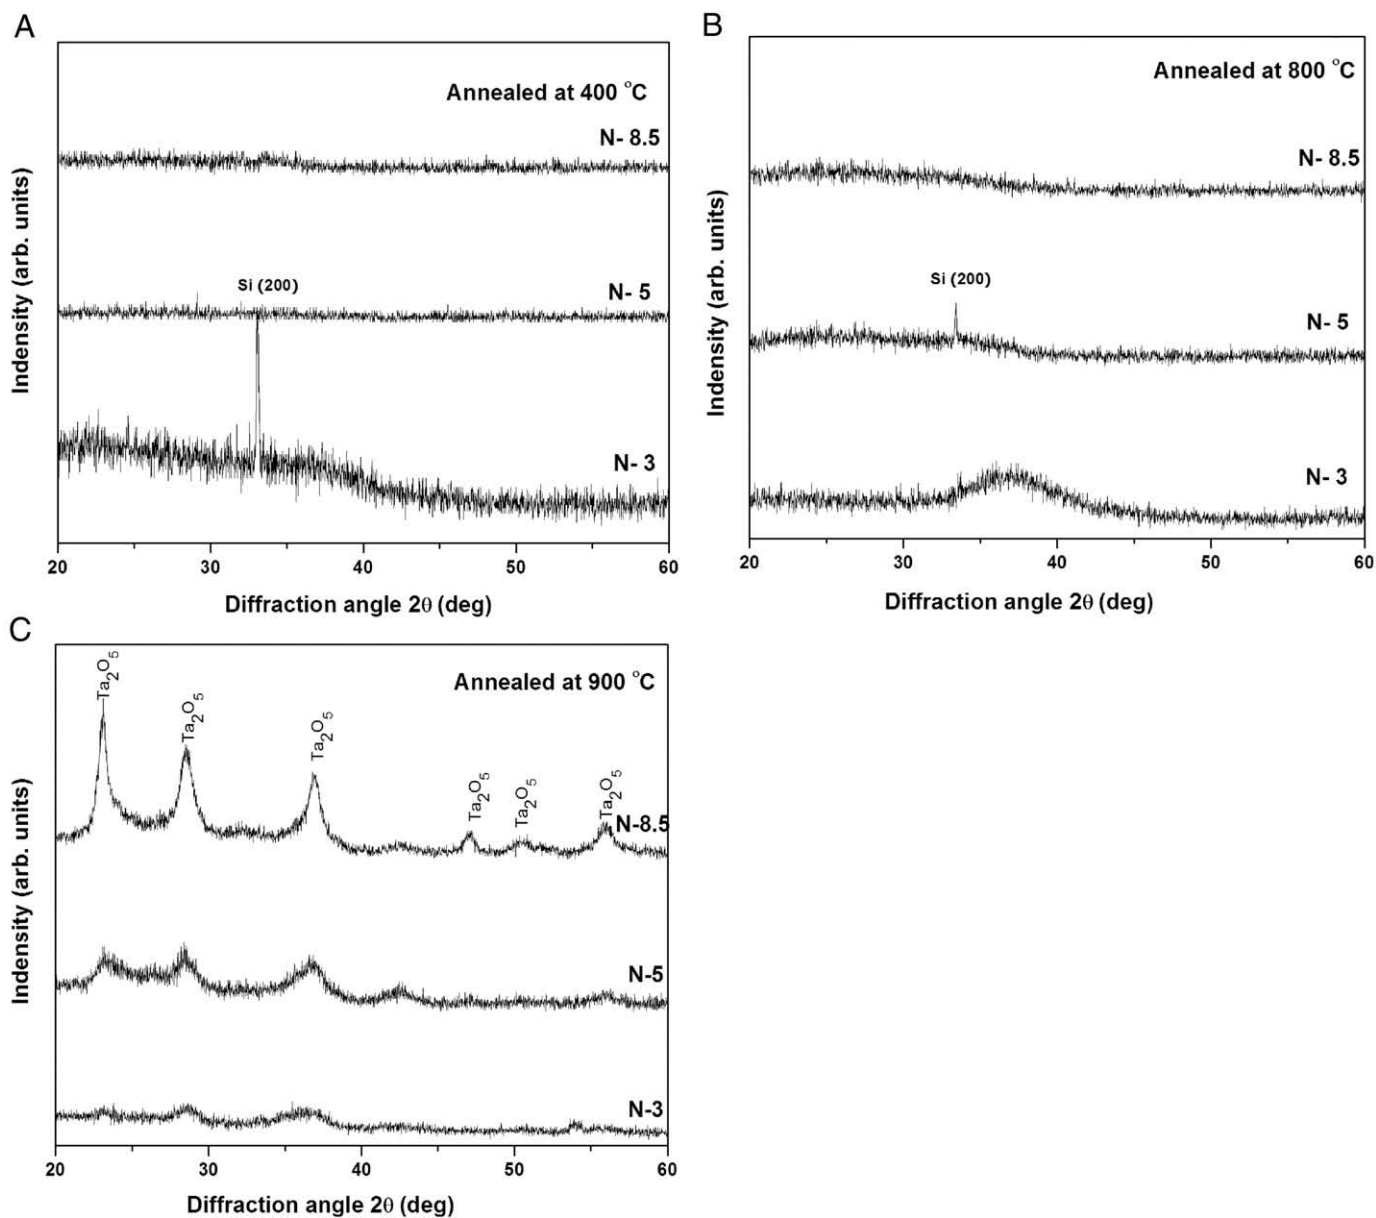 A
Annealed at 400 °C
N- 8.5
Si (200)
N- 5
N- 3
Indensity (arb. units)
20 30 40 50 60
Diffraction angle 2θ (deg)
B
Annealed at 800 °C
N- 8.5
Si (200)
N- 5
N- 3
Indensity (arb. units)
20 30 40 50 60
Diffraction angle 2θ (deg)
C
Annealed at 900 °C
Ta₂O₅
Ta₂O₅
Ta₂O₅
Ta₂O₅
Ta₂O₅
Ta₂O₅
N-8.5
N-5
N-3
Indensity (arb. units)
20 30 40 50 60
Diffraction angle 2θ (deg)